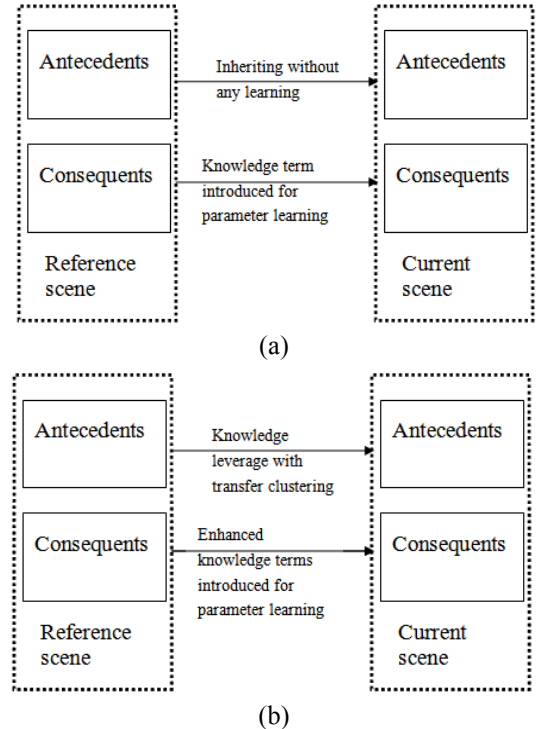 Antecedents
Inheriting without
any learning
Antecedents
Consequents
Knowledge term
introduced for
parameter learning
Consequents
Reference
scene
Current
scene
(a)
Antecedents
Knowledge
leverage with
transfer clustering
Antecedents
Consequents
Enhanced
knowledge terms
introduced for
parameter learning
Consequents
Reference
scene
Current
scene
(b)